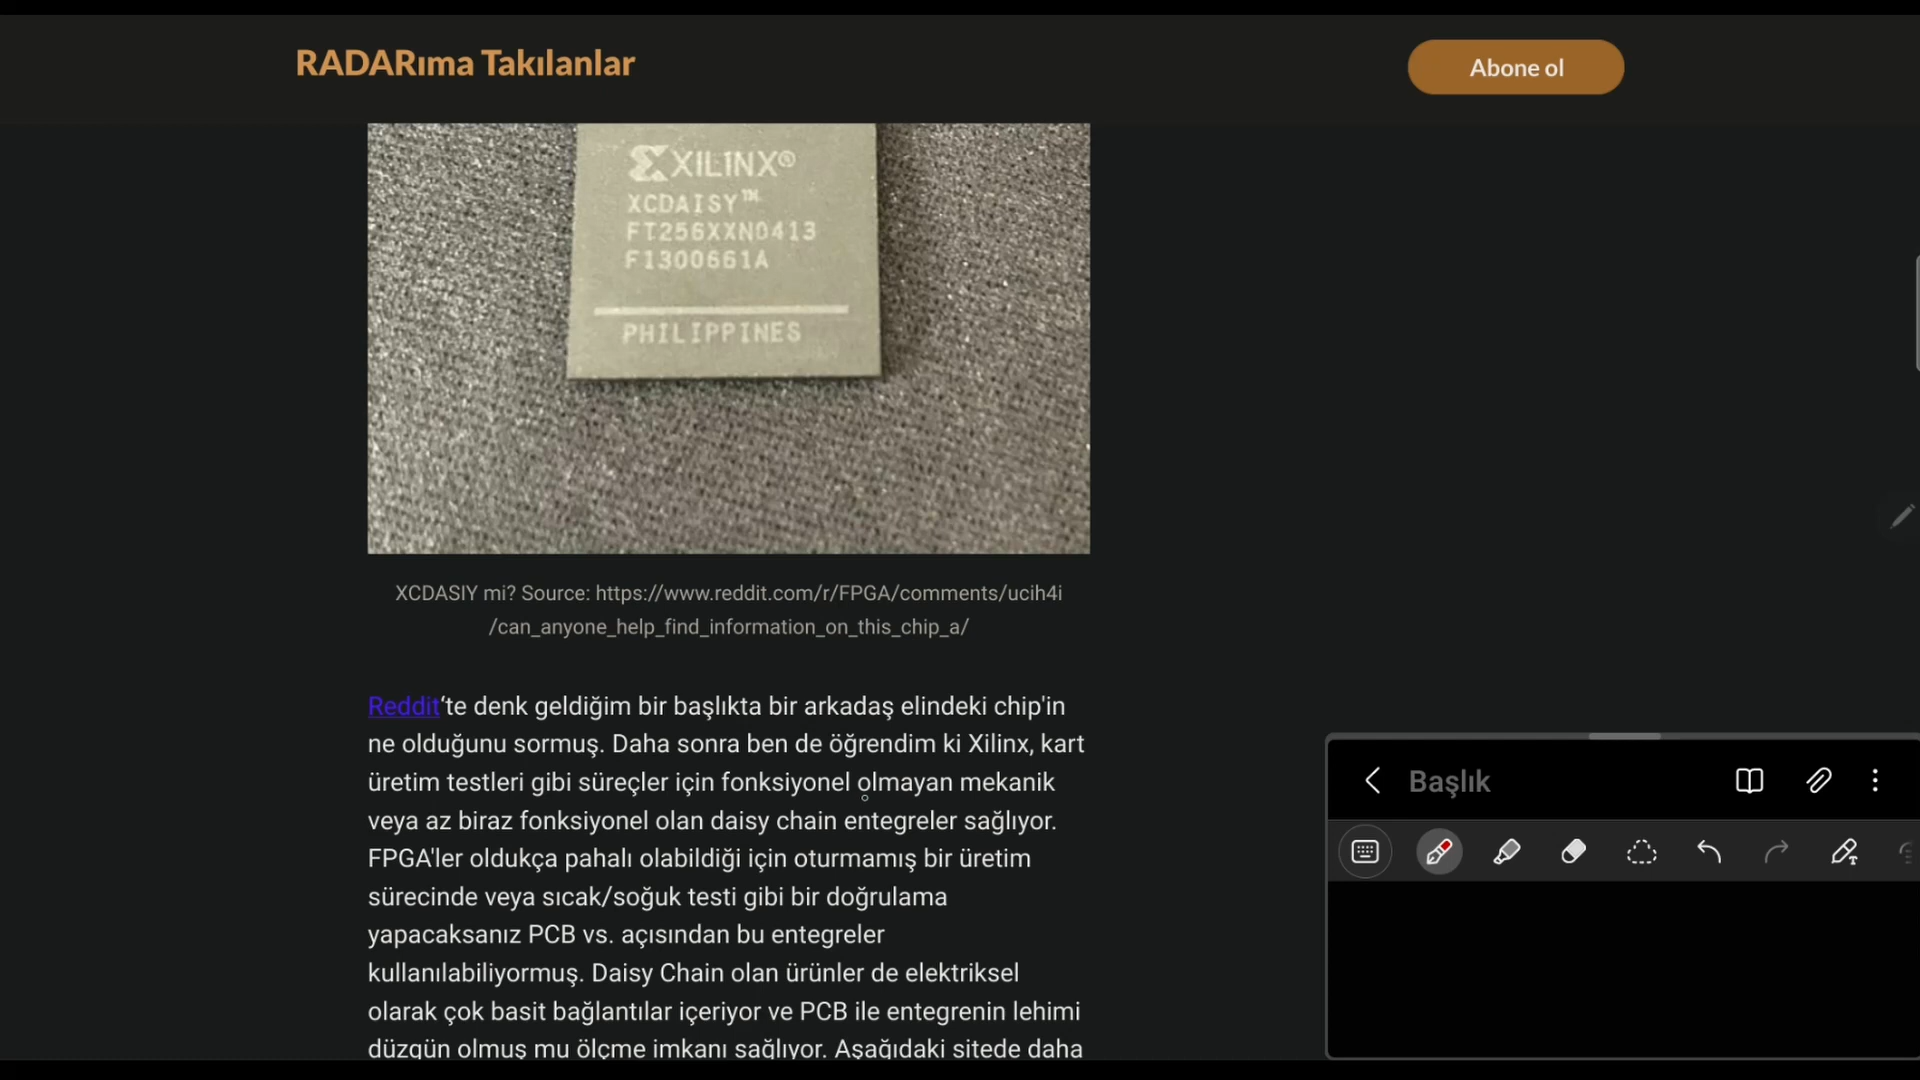 RADARıma Takılanlar
Abone ol
XILINX®
XCDAISY™
FT256XXN0413
F1300661A
PHILIPPINES
XCDASIY mi? Source: https://www.reddit.com/r/FPGA/comments/ucih4i
/can_anyone_help_find_information_on_this_chip_a/
Reddit‘te denk geldiğim bir başlıkta bir arkadaş elindeki chip'in
ne olduğunu sormuş. Daha sonra ben de öğrendim ki Xilinx, kart
üretim testleri gibi süreçler için fonksiyonel olmayan mekanik
veya az biraz fonksiyonel olan daisy chain entegreler sağlıyor.
FPGA'ler oldukça pahalı olabildiği için oturmamış bir üretim
sürecinde veya sıcak/soğuk testi gibi bir doğrulama
yapacaksanız PCB vs. açısından bu entegreler
kullanılabiliyormuş. Daisy Chain olan ürünler de elektriksel
olarak çok basit bağlantılar içeriyor ve PCB ile entegrenin lehimi
düzgün olmuş mu ölçme imkanı sağlıyor. Aşağıdaki sitede daha
Başlık